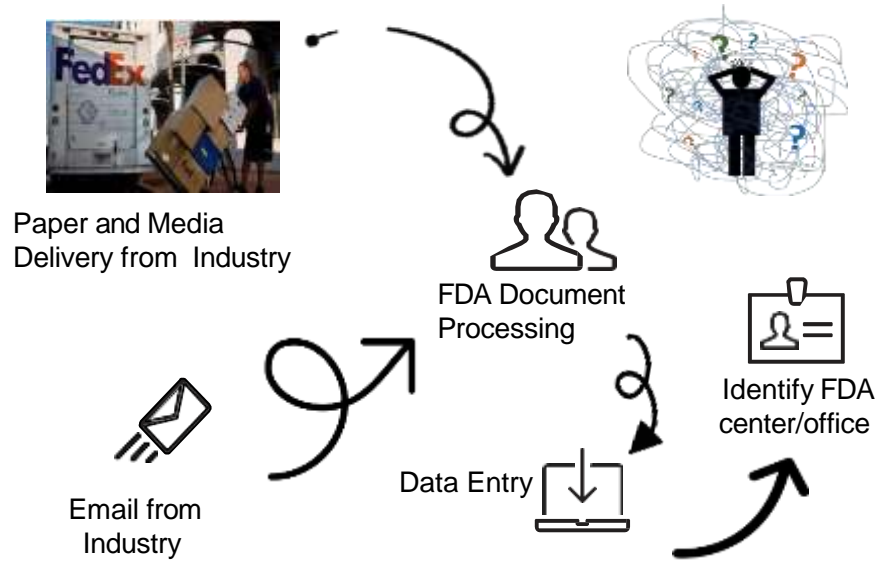 FedEx
Paper and Media
Delivery from Industry
FDA Document
Processing
Identify FDA
center/office
Data Entry
Email from
Industry